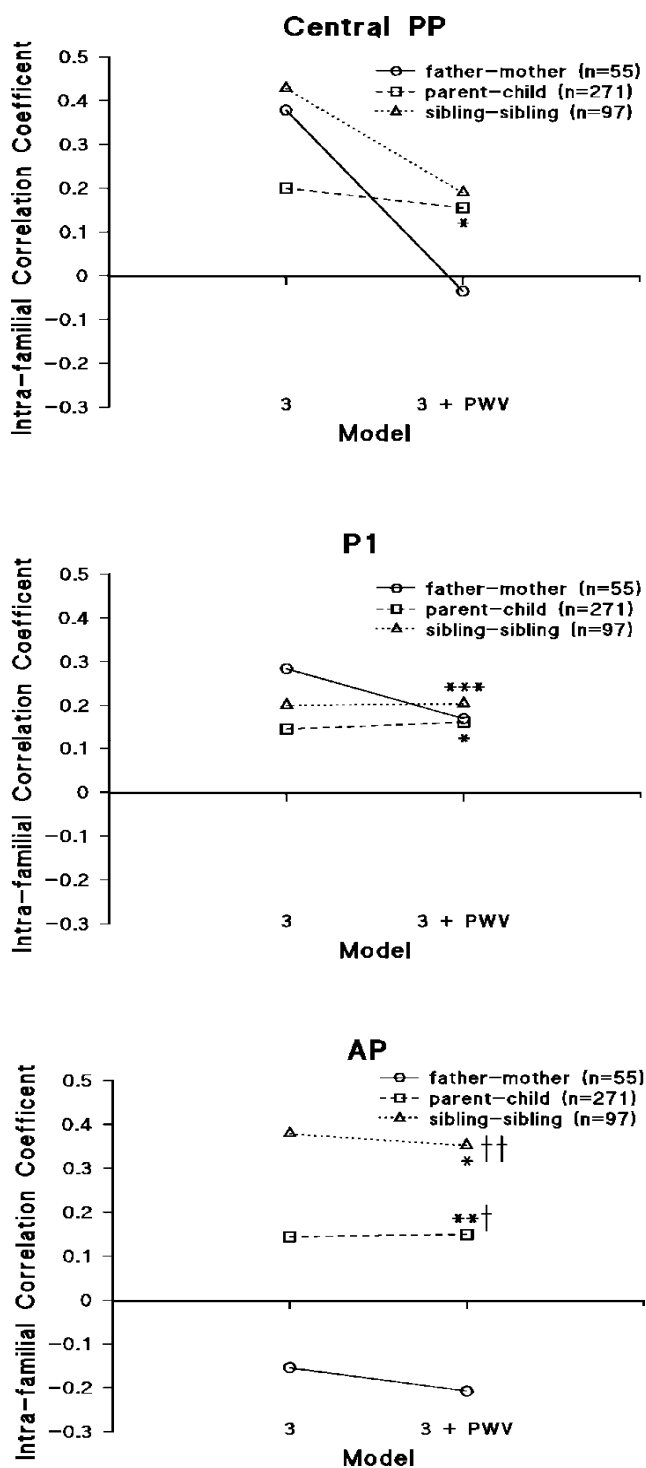 Central PP
father-mother (n=55)
parent-child (n=271)
sibling-sibling (n=97)
Intra-familial Correlation Coefficent
0.5
0.4
0.3
0.2
0.1
0
-0.1
-0.2
-0.3
*
3
3 + PWV
Model
P1
father-mother (n=55)
parent-child (n=271)
sibling-sibling (n=97)
Intra-familial Correlation Coefficent
0.5
0.4
0.3
0.2
0.1
0
-0.1
-0.2
-0.3
***
*
3
3 + PWV
Model
AP
father-mother (n=55)
parent-child (n=271)
sibling-sibling (n=97)
Intra-familial Correlation Coefficent
0.5
0.4
0.3
0.2
0.1
0
-0.1
-0.2
-0.3
††
*
**†
3
3 + PWV
Model